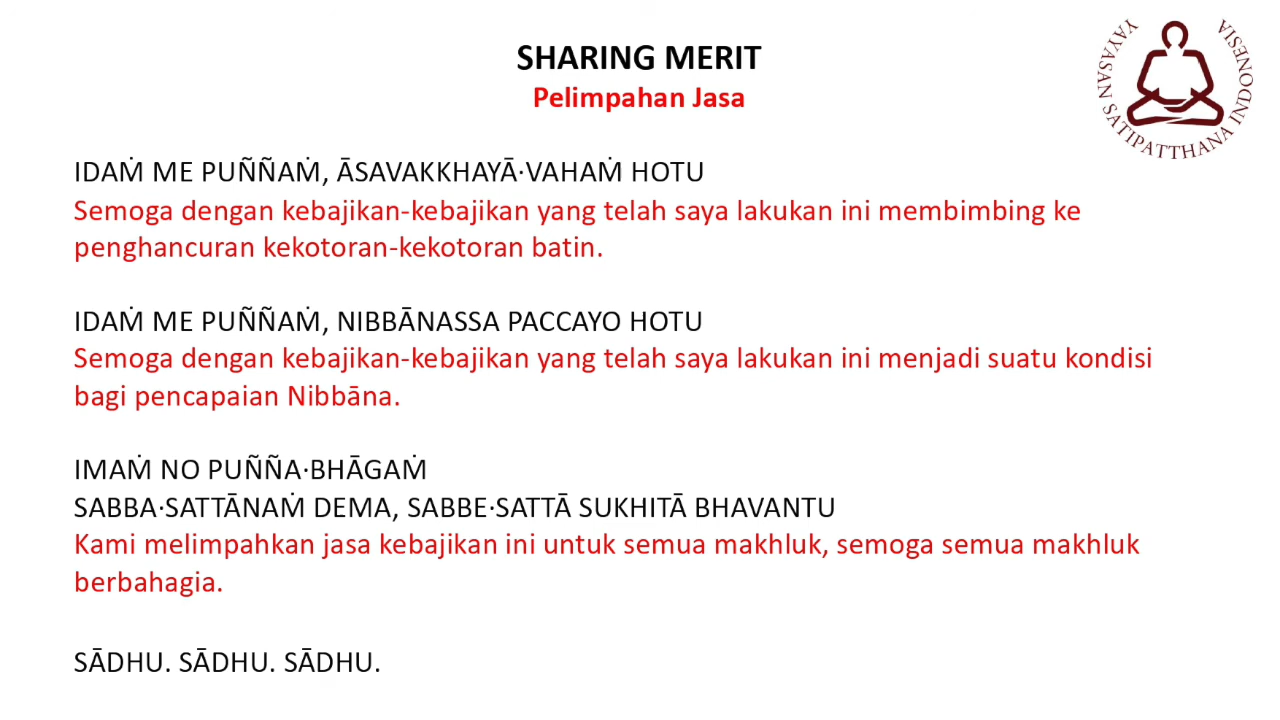 SHARING MERIT
Pelimpahan Jasa
YAYASAN SATIPATTHANA INDONESIA
IDAṀ ME PUÑÑAṀ, ĀSAVAKKHAYĀ·VAHAṀ HOTU
Semoga dengan kebajikan-kebajikan yang telah saya lakukan ini membimbing ke
penghancuran kekotoran-kekotoran batin.
IDAṀ ME PUÑÑAṀ, NIBBĀNASSA PACCAYO HOTU
Semoga dengan kebajikan-kebajikan yang telah saya lakukan ini menjadi suatu kondisi
bagi pencapaian Nibbāna.
IMAṀ NO PUÑÑA·BHĀGAṀ
SABBA·SATTĀNAṀ DEMA, SABBE·SATTĀ SUKHITĀ BHAVANTU
Kami melimpahkan jasa kebajikan ini untuk semua makhluk, semoga semua makhluk
berbahagia.
SĀDHU. SĀDHU. SĀDHU.